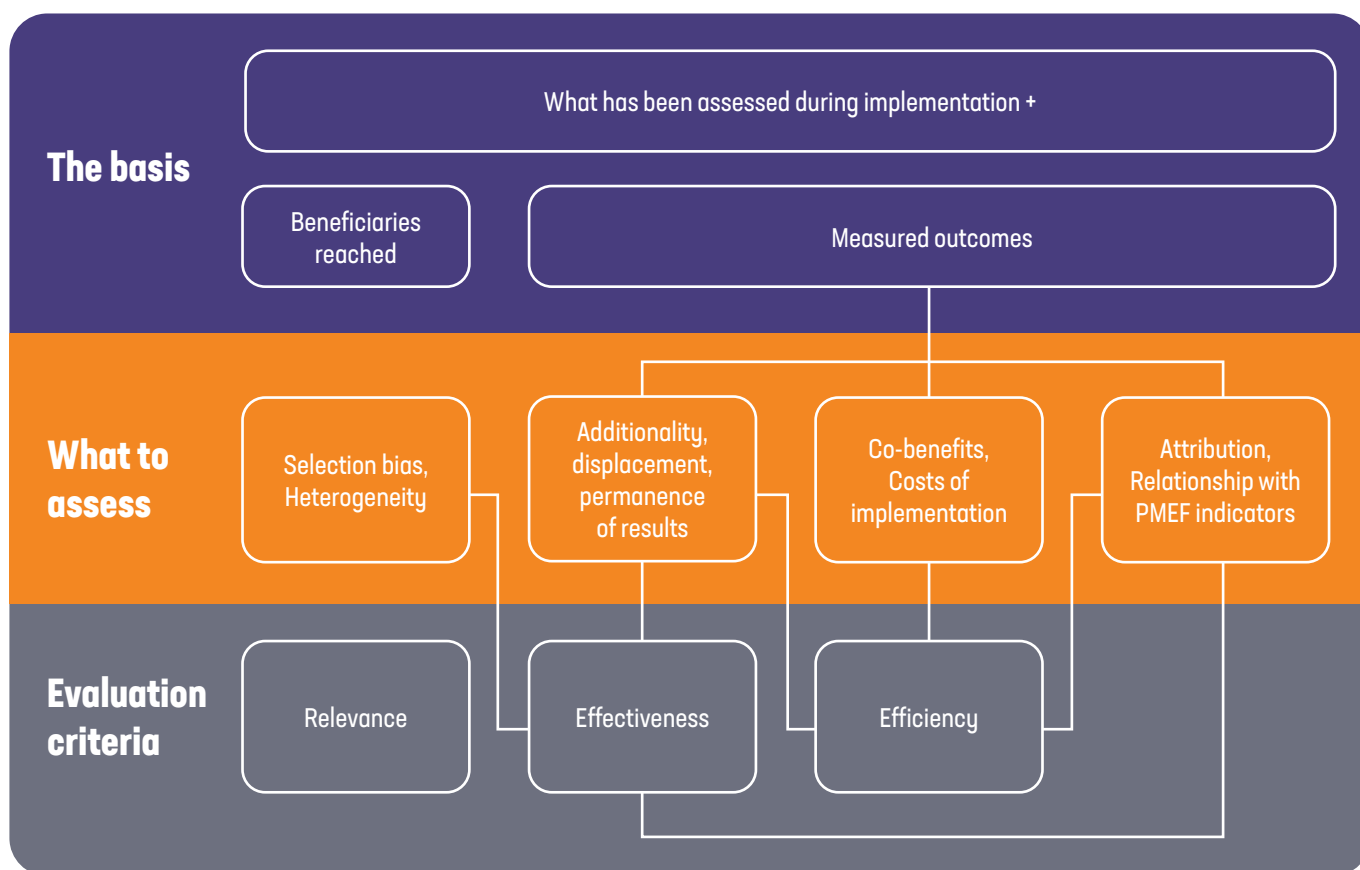 The basis
What has been assessed during implementation +
Beneficiaries
reached
Measured outcomes
What to
assess
Selection bias,
Heterogeneity
Additionality,
displacement,
permanence
of results
Co-benefits,
Costs of
implementation
Attribution,
Relationship with
PMEF indicators
Evaluation
criteria
Relevance
Effectiveness
Efficiency